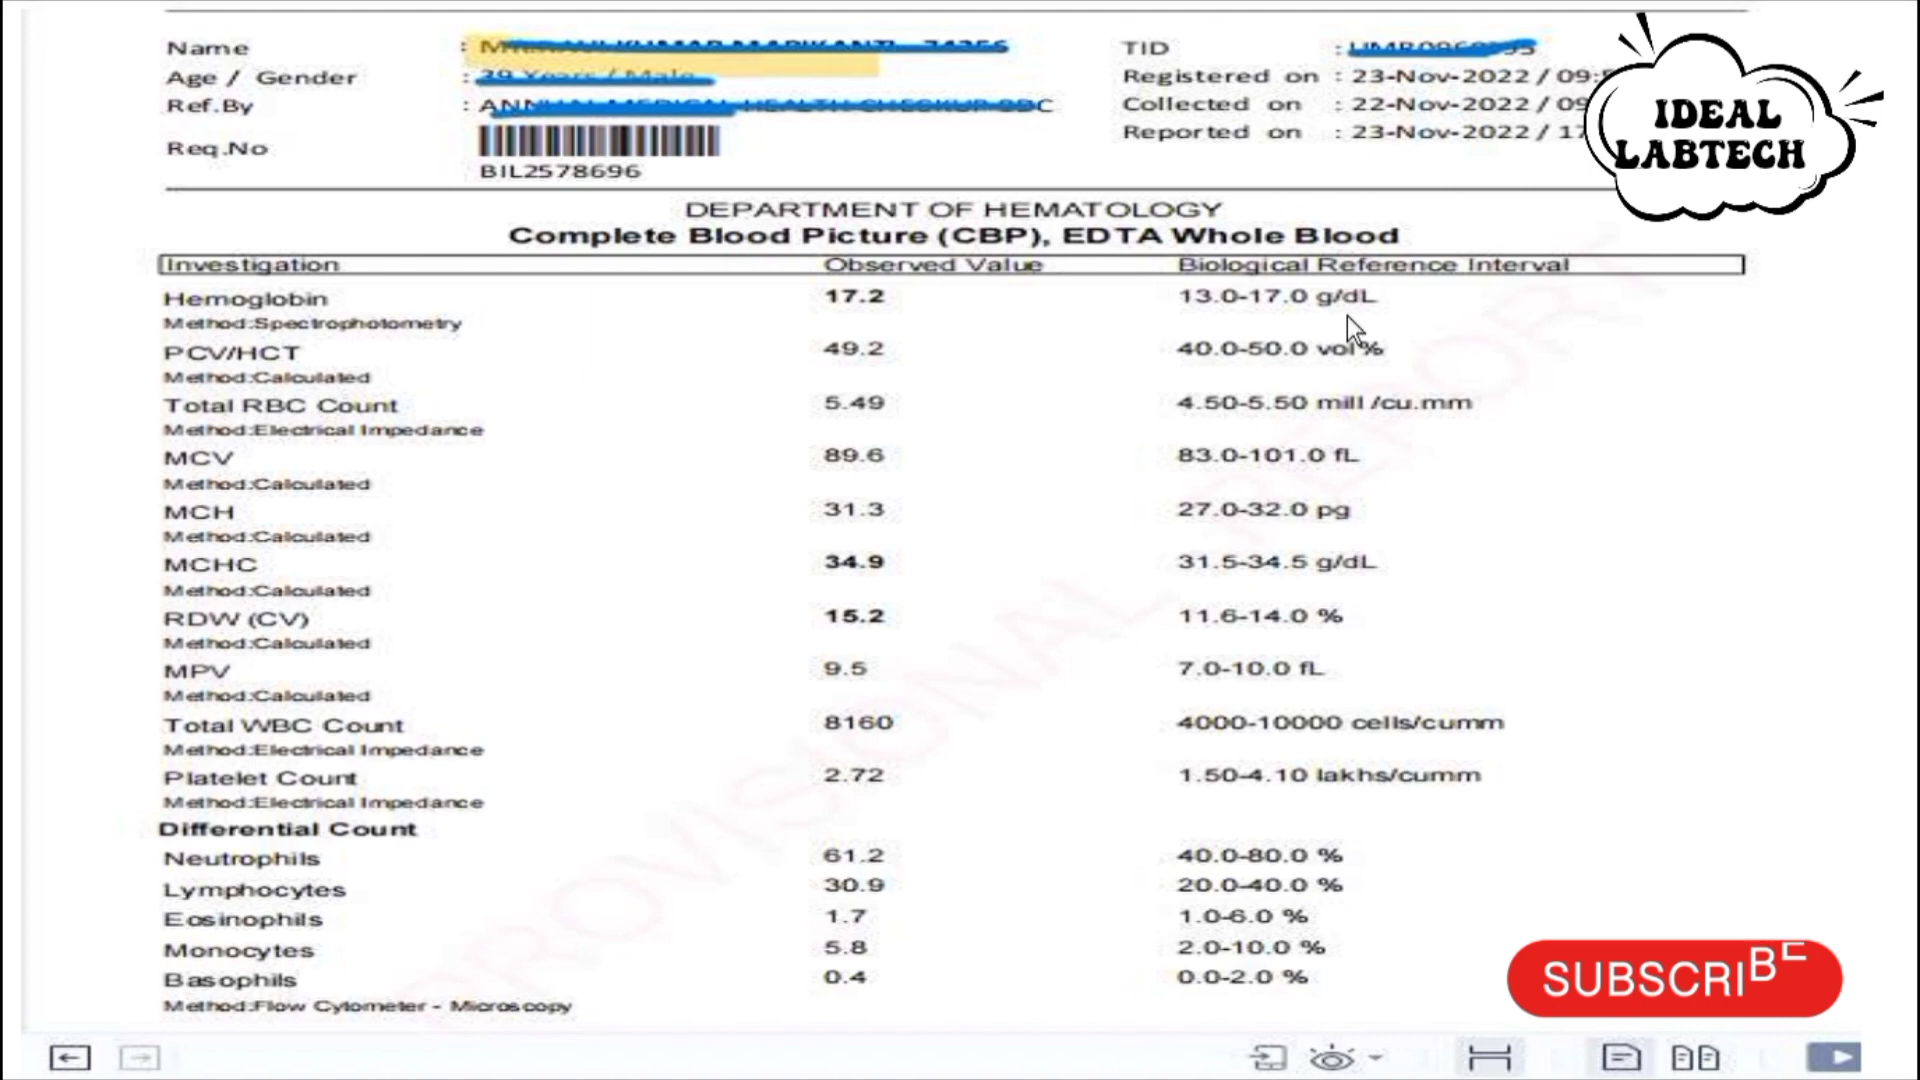 Name :
TID :
Age / Gender :
Registered on : 23-Nov-2022 / 09
Ref.By :
Collected on : 22-Nov-2022 / 09
Reported on : 23-Nov-2022 / 17
Req.No
BIL2578696
IDEAL
LABTECH
DEPARTMENT OF HEMATOLOGY
Complete Blood Picture (CBP), EDTA Whole Blood
Investigation Observed Value Biological Reference Interval
Hemoglobin 17.2 13.0-17.0 g/dL
Method:Spectrophotometry
PCV/HCT 49.2 40.0-50.0 vol%
Method:Calculated
Total RBC Count 5.49 4.50-5.50 mill /cu.mm
Method:Electrical Impedance
MCV 89.6 83.0-101.0 fL
Method:Calculated
MCH 31.3 27.0-32.0 pg
Method:Calculated
MCHC 34.9 31.5-34.5 g/dL
Method:Calculated
RDW (CV) 15.2 11.6-14.0 %
Method:Calculated
MPV 9.5 7.0-10.0 fL
Method:Calculated
Total WBC Count 8160 4000-10000 cells/cumm
Method:Electrical Impedance
Platelet Count 2.72 1.50-4.10 lakhs/cumm
Method:Electrical Impedance
Differential Count
Neutrophils 61.2 40.0-80.0 %
Lymphocytes 30.9 20.0-40.0 %
Eosinophils 1.7 1.0-6.0 %
Monocytes 5.8 2.0-10.0 %
Basophils 0.4 0.0-2.0 %
Method:Flow Cytometer - Microscopy
PROVISIONAL REPORT
SUBSCRIBE